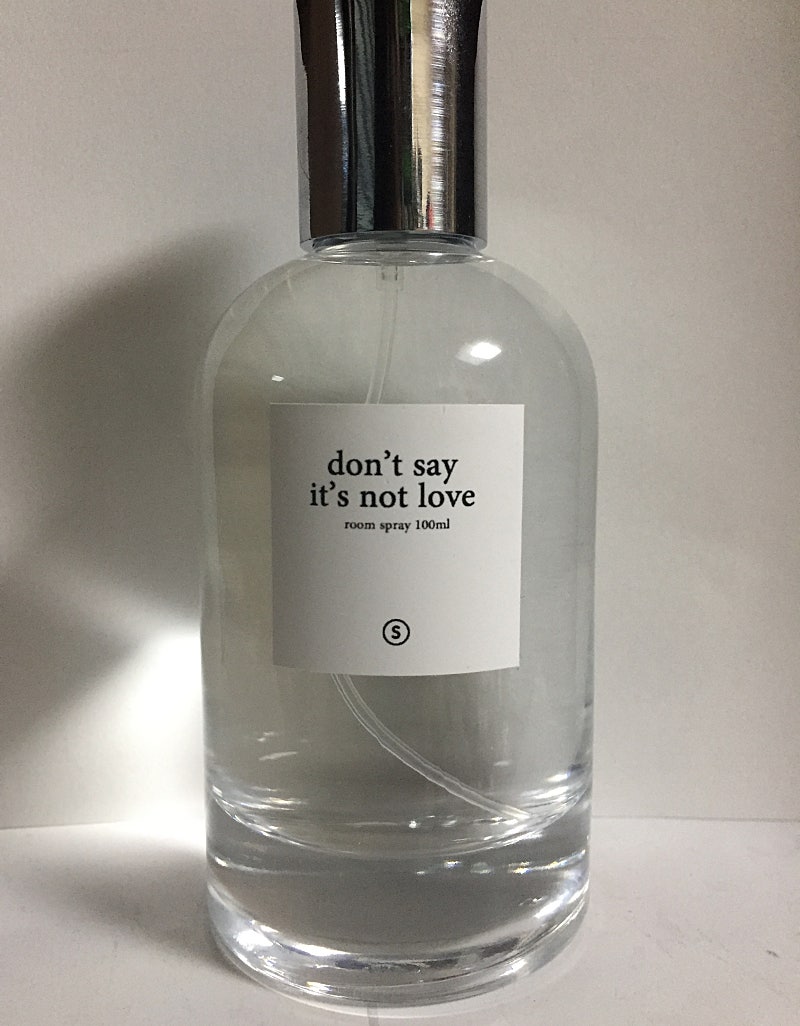 don't say
it's not love
room spray 100ml
S